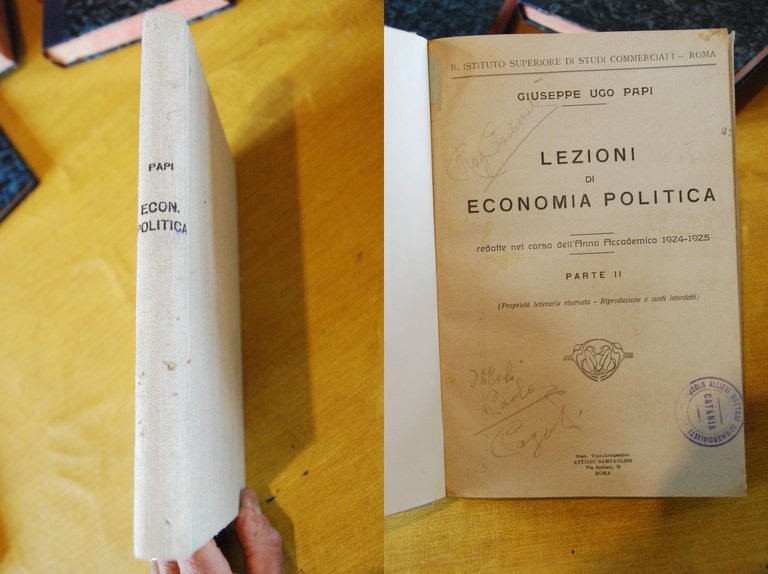 PAPI
ECON.
POLITICA
R. ISTITUTO SUPERIORE DI STUDI COMMERCIALI - ROMA
GIUSEPPE UGO PAPI
LEZIONI
DI
ECONOMIA POLITICA
redatte nel corso dell'Anno Accademico 1924-1925
PARTE II
(Proprietà letteraria riservata - Riproduzione o sunti interdetti)
CATANIA
Stab. Tipo-Litografico
ATTILIO SAMPAOLESI
ROMA